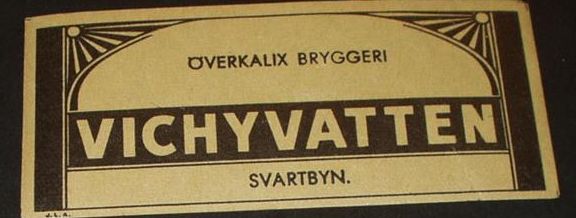 ÖVERKALIX BRYGGERI
VICHYVATTEN
SVARTBYN.